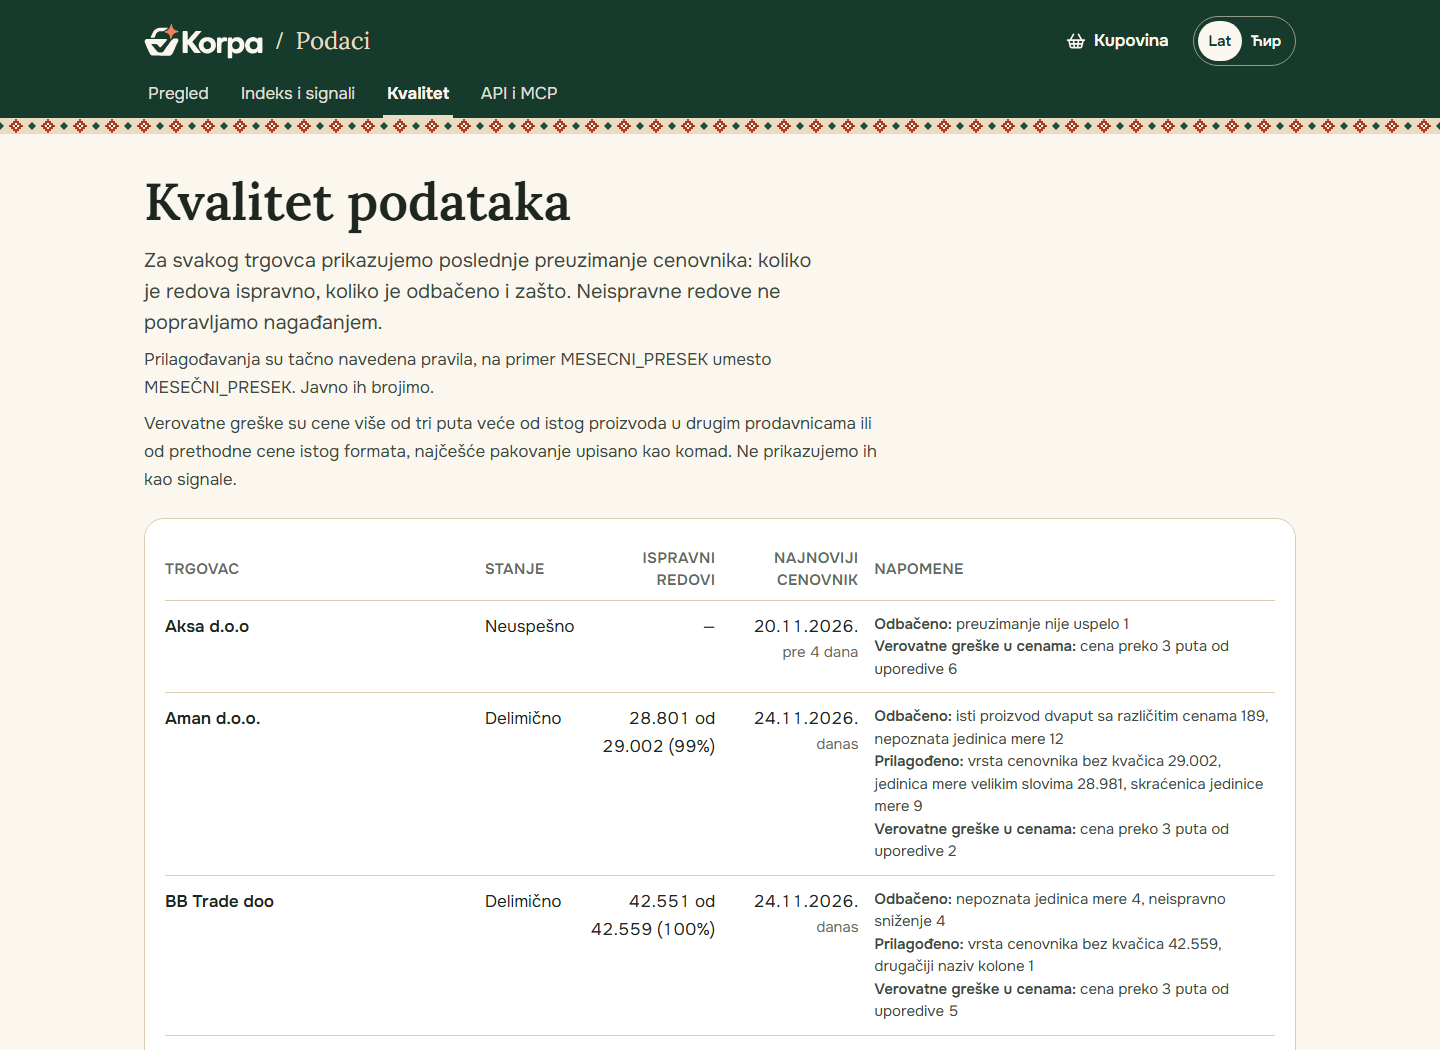 Korpa / Podaci
Kupovina
Lat Ћир
Pregled Indeks i signali Kvalitet API i MCP
Kvalitet podataka
Za svakog trgovca prikazujemo poslednje preuzimanje cenovnika: koliko
je redova ispravno, koliko je odbačeno i zašto. Neispravne redove ne
popravljamo nagađanjem.
Prilagođavanja su tačno navedena pravila, na primer MESECNI_PRESEK umesto
MESEČNI_PRESEK. Javno ih brojimo.
Verovatne greške su cene više od tri puta veće od istog proizvoda u drugim prodavnicama ili
od prethodne cene istog formata, najčešće pakovanje upisano kao komad. Ne prikazujemo ih
kao signale.
TRGOVAC
STANJE
ISPRAVNI
REDOVI
NAJNOVIJI
CENOVNIK
NAPOMENE
Aksa d.o.o
Neuspešno
–
20.11.2026.
pre 4 dana
Odbačeno: preuzimanje nije uspelo 1
Verovatne greške u cenama: cena preko 3 puta od
uporedive 6
Aman d.o.o.
Delimično
28.801 od
29.002 (99%)
24.11.2026.
danas
Odbačeno: isti proizvod dvaput sa različitim cenama 189,
nepoznata jedinica mere 12
Prilagođeno: vrsta cenovnika bez kvačica 29.002,
jedinica mere velikim slovima 28.981, skraćenica jedinice
mere 9
Verovatne greške u cenama: cena preko 3 puta od
uporedive 2
BB Trade doo
Delimično
42.551 od
42.559 (100%)
24.11.2026.
danas
Odbačeno: nepoznata jedinica mere 4, neispravno
sniženje 4
Prilagođeno: vrsta cenovnika bez kvačica 42.559,
drugačiji naziv kolone 1
Verovatne greške u cenama: cena preko 3 puta od
uporedive 5